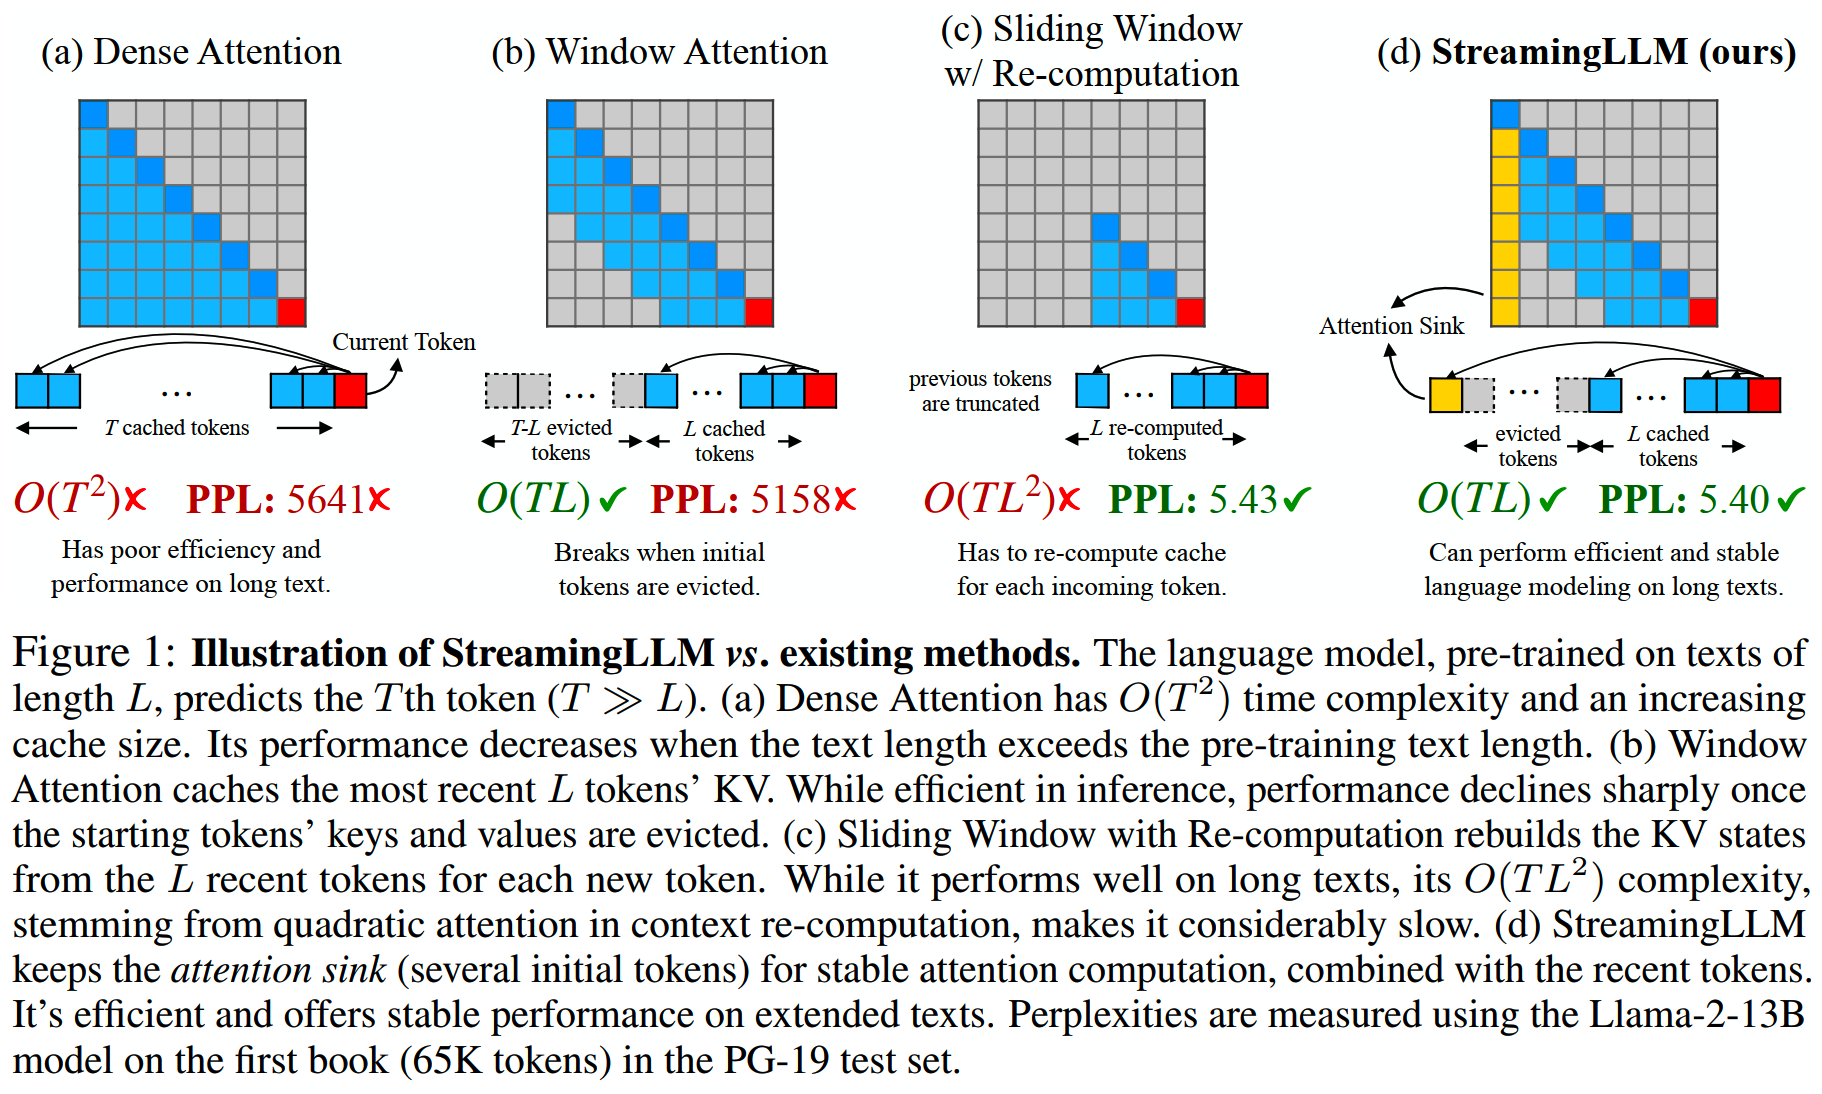 (a) Dense Attention
(b) Window Attention
(c) Sliding Window
w/ Re-computation
(d) StreamingLLM (ours)
Current Token
T cached tokens
O(T²)✘ PPL: 5641✘
Has poor efficiency and
performance on long text.
T-L evicted
tokens
L cached
tokens
O(TL)✓ PPL: 5158✘
Breaks when initial
tokens are evicted.
previous tokens
are truncated
L re-computed
tokens
O(TL²)✘ PPL: 5.43✓
Has to re-compute cache
for each incoming token.
Attention Sink
evicted
tokens
L cached
tokens
O(TL)✓ PPL: 5.40✓
Can perform efficient and stable
language modeling on long texts.
Figure 1: Illustration of StreamingLLM vs. existing methods. The language model, pre-trained on texts of
length L, predicts the Tth token (T ≫ L). (a) Dense Attention has O(T²) time complexity and an increasing
cache size. Its performance decreases when the text length exceeds the pre-training text length. (b) Window
Attention caches the most recent L tokens’ KV. While efficient in inference, performance declines sharply once
the starting tokens’ keys and values are evicted. (c) Sliding Window with Re-computation rebuilds the KV states
from the L recent tokens for each new token. While it performs well on long texts, its O(TL²) complexity,
stemming from quadratic attention in context re-computation, makes it considerably slow. (d) StreamingLLM
keeps the attention sink (several initial tokens) for stable attention computation, combined with the recent tokens.
It’s efficient and offers stable performance on extended texts. Perplexities are measured using the Llama-2-13B
model on the first book (65K tokens) in the PG-19 test set.